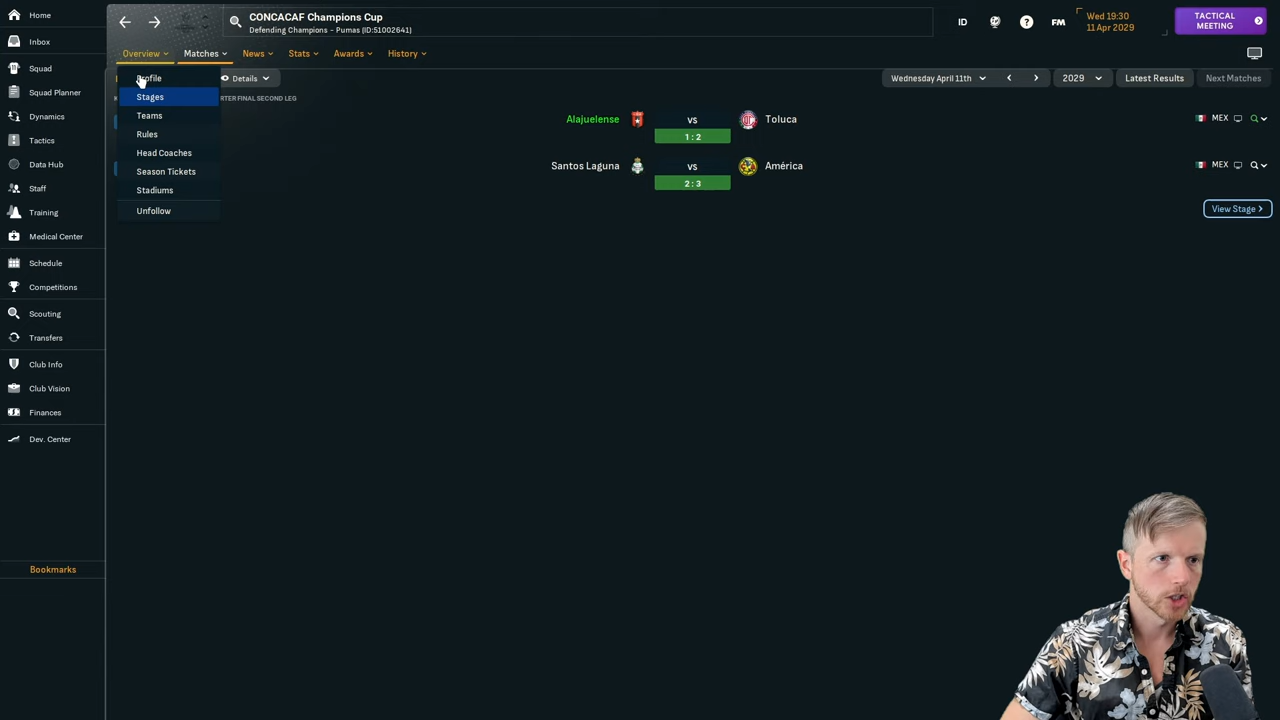 Home
Inbox
Squad
Squad Planner
Dynamics
Tactics
Data Hub
Staff
Training
Medical Center
Schedule
Competitions
Scouting
Transfers
Club Info
Club Vision
Finances
Dev. Center
Bookmarks
CONCACAF Champions Cup
Defending Champions - Pumas (ID:51002641)
ID
FM
Wed 19:30
11 Apr 2029
TACTICAL
MEETING
Overview
Matches
News
Stats
Awards
History
Profile
Stages
Teams
Rules
Head Coaches
Season Tickets
Stadiums
Unfollow
Details
Wednesday April 11th
2029
Latest Results
Next Matches
RTER FINAL SECOND LEG
Alajuelense vs Toluca MEX
1 : 2
Santos Laguna vs América MEX
2 : 3
View Stage